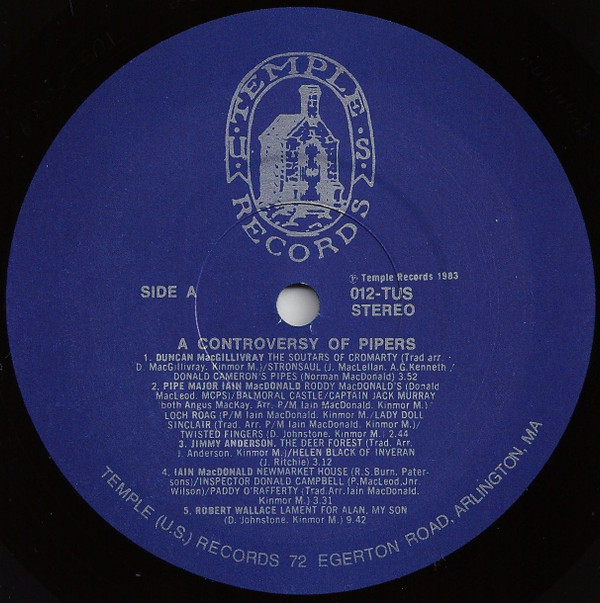 · TEMPLE ·
U. S.
RECORDS
℗ Temple Records 1983
SIDE A
012-TUS
STEREO
A CONTROVERSY OF PIPERS
1. DUNCAN MacGILLIVRAY THE SOUTARS OF CROMARTY (Trad arr.
D. MacGillivray. Kinmor M.)/STRONSAUL (J. MacLellan. A.G.Kenneth./
DONALD CAMERON'S PIPES (Norman MacDonald) 3.52
2. PIPE MAJOR IAIN MacDONALD RODDY MacDONALD'S (Donald
MacLeod. MCPS)/BALMORAL CASTLE/CAPTAIN JACK MURRAY
both Angus MacKay. Arr. P/M Iain MacDonald. Kinmor M.)/
LOCH ROAG (P/M Iain MacDonald. Kinmor M./LADY DOLL
SINCLAIR (Trad Arr. P/M Iain MacDonald. Kinmor M.)/
TWISTED FINGERS (D. Johnstone. Kinmor M.) 2.44
3. JIMMY ANDERSON. THE DEER FOREST (Trad. Arr.
J. Anderson. Kinmor M.)/HELEN BLACK OF INVERAN
(J. Ritchie) 3.12
4. IAIN MacDONALD NEWMARKET HOUSE (R.S.Burn. Pater-
sons)/INSPECTOR DONALD CAMPBELL (P.MacLeod,Jnr.
Wilson)/PADDY O'RAFFERTY (Trad.Arr.Iain MacDonald.
Kinmor M.) 3.31
5. ROBERT WALLACE LAMENT FOR ALAN, MY SON
(D. Johnstone. Kinmor M.) 9.42
TEMPLE (U.S.) RECORDS 72 EGERTON ROAD, ARLINGTON, MA